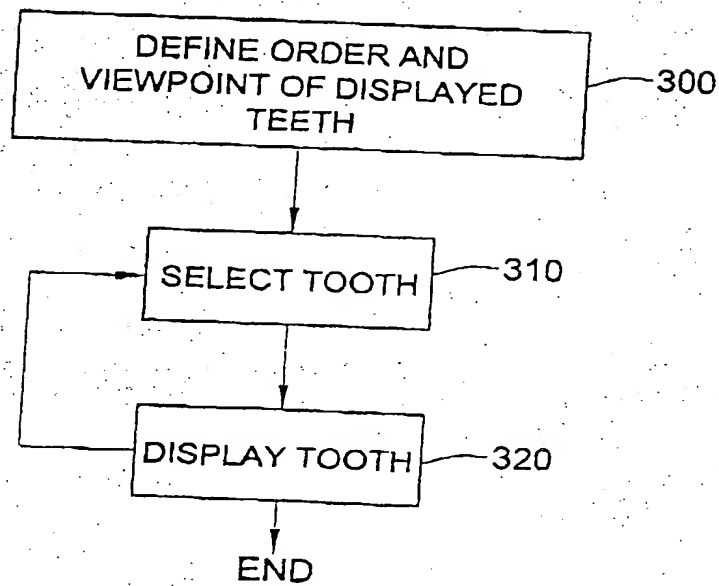 DEFINE ORDER AND
VIEWPOINT OF DISPLAYED
TEETH
300
SELECT TOOTH
310
DISPLAY TOOTH
320
END